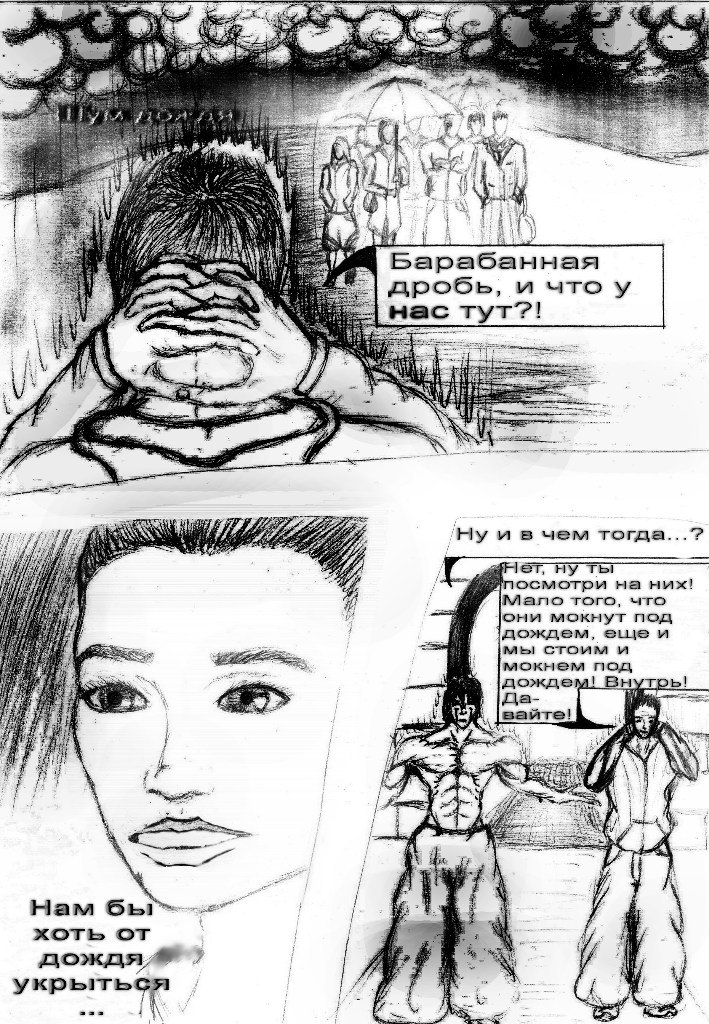 Шум дождя
Барабанная
дробь, и что у
нас тут?!
Ну и в чем тогда...?
Нет, ну ты
посмотри на них!
Мало того, что
они мокнут под
дождем, еще и
мы стоим и
мокнем под
дождем! Внутрь!
Да-
вайте!
Нам бы
хоть от
дождя
укрыться
...